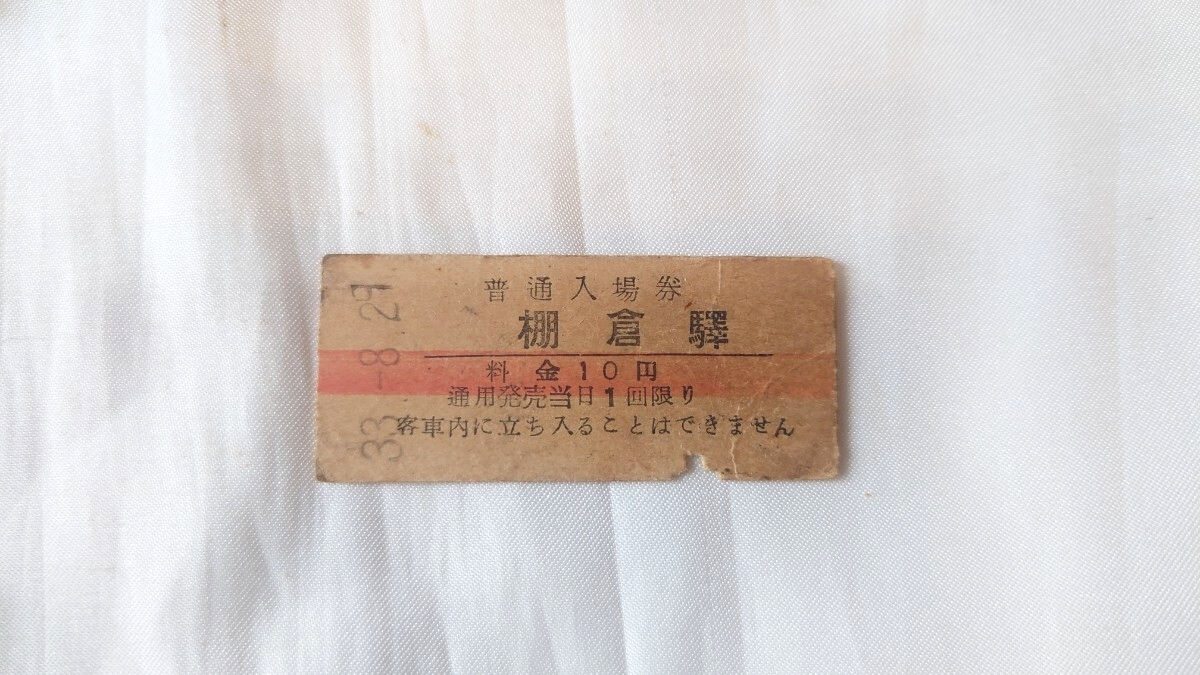 普通入場券
棚倉驛
料金10円
通用発売当日1回限り
客車内に立ち入ることはできません
33.-8.29